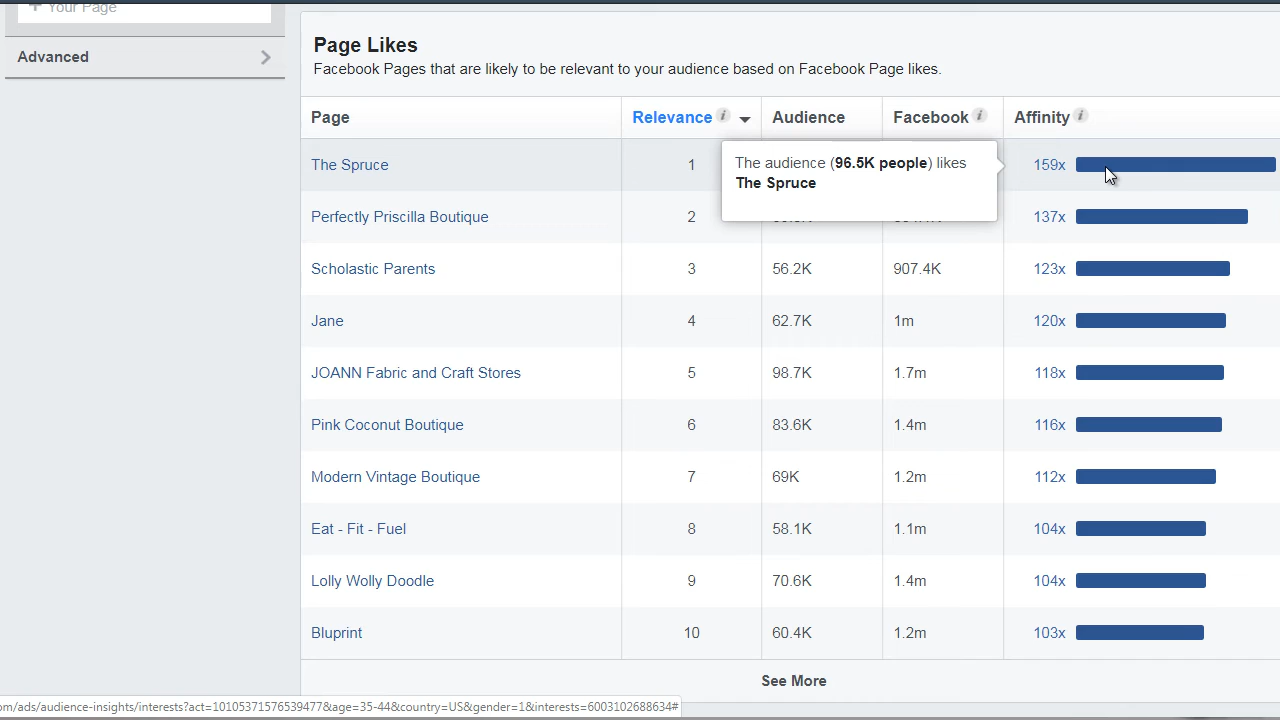 + Your Page
Advanced
Page Likes
Facebook Pages that are likely to be relevant to your audience based on Facebook Page likes.
Page Relevance i Audience Facebook i Affinity i
The Spruce 1 159x
The audience (96.5K people) likes
The Spruce
Perfectly Priscilla Boutique 2 137x
Scholastic Parents 3 56.2K 907.4K 123x
Jane 4 62.7K 1m 120x
JOANN Fabric and Craft Stores 5 98.7K 1.7m 118x
Pink Coconut Boutique 6 83.6K 1.4m 116x
Modern Vintage Boutique 7 69K 1.2m 112x
Eat - Fit - Fuel 8 58.1K 1.1m 104x
Lolly Wolly Doodle 9 70.6K 1.4m 104x
Bluprint 10 60.4K 1.2m 103x
See More
om/ads/audience-insights/interests?act=10105371576539477&age=35-44&country=US&gender=1&interests=6003102688634#